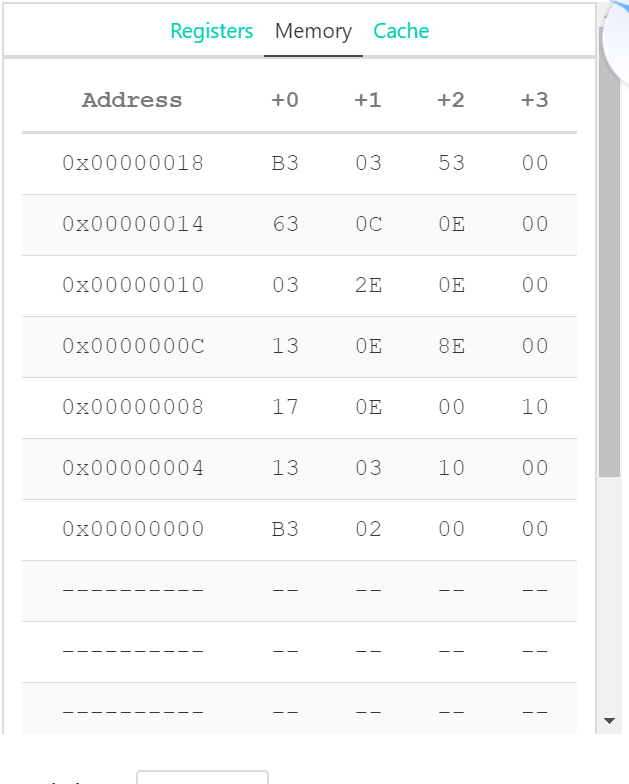 Registers Memory Cache
Address +0 +1 +2 +3
0x00000018 B3 03 53 00
0x00000014 63 0C 0E 00
0x00000010 03 2E 0E 00
0x0000000C 13 0E 8E 00
0x00000008 17 0E 00 10
0x00000004 13 03 10 00
0x00000000 B3 02 00 00
---------- -- -- -- --
---------- -- -- -- --
---------- -- -- -- --